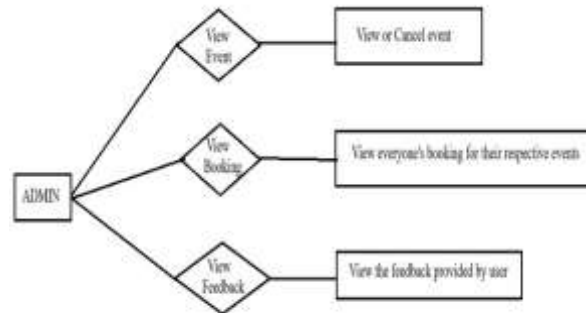 View
Event
View or Cancel event
View
Booking
View everyone's booking for their respective events
ADMIN
View
Feedback
View the feedback provided by user